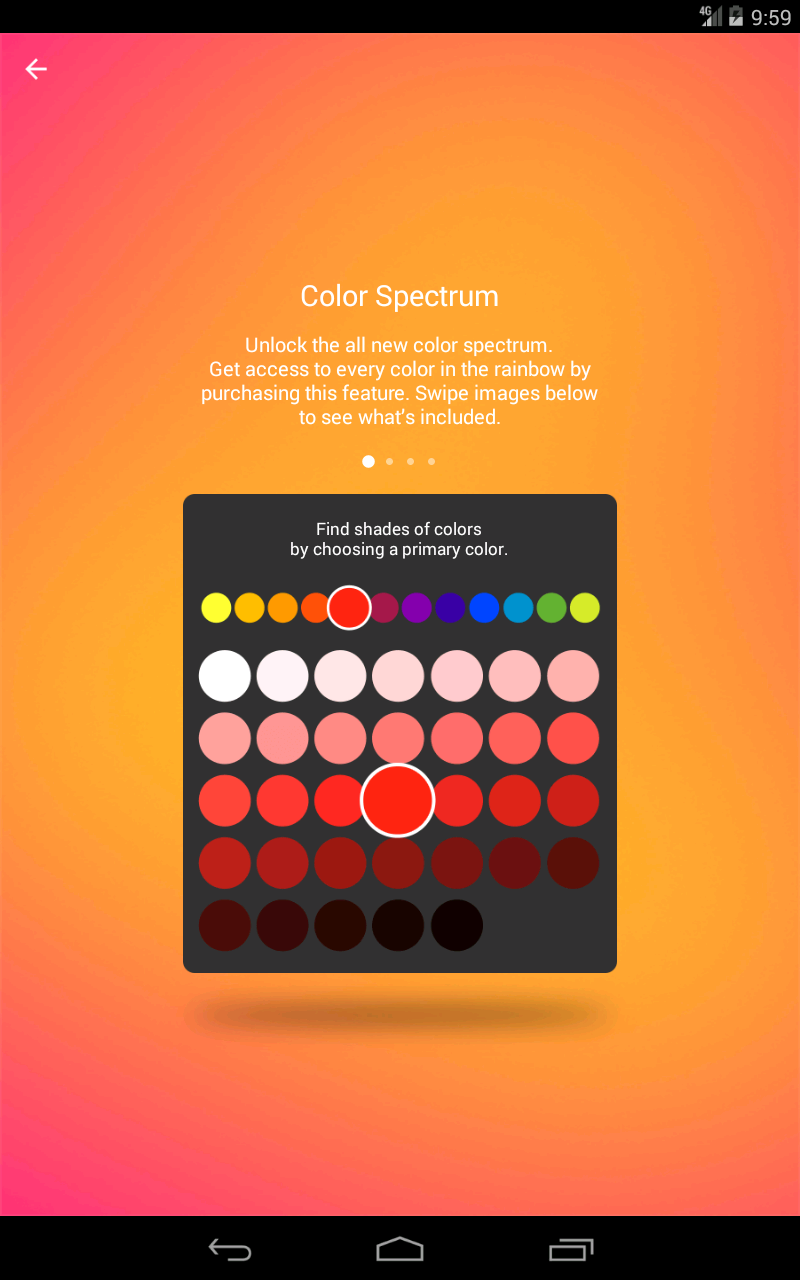 4G 9:59
Color Spectrum
Unlock the all new color spectrum.
Get access to every color in the rainbow by
purchasing this feature. Swipe images below
to see what's included.
Find shades of colors
by choosing a primary color.